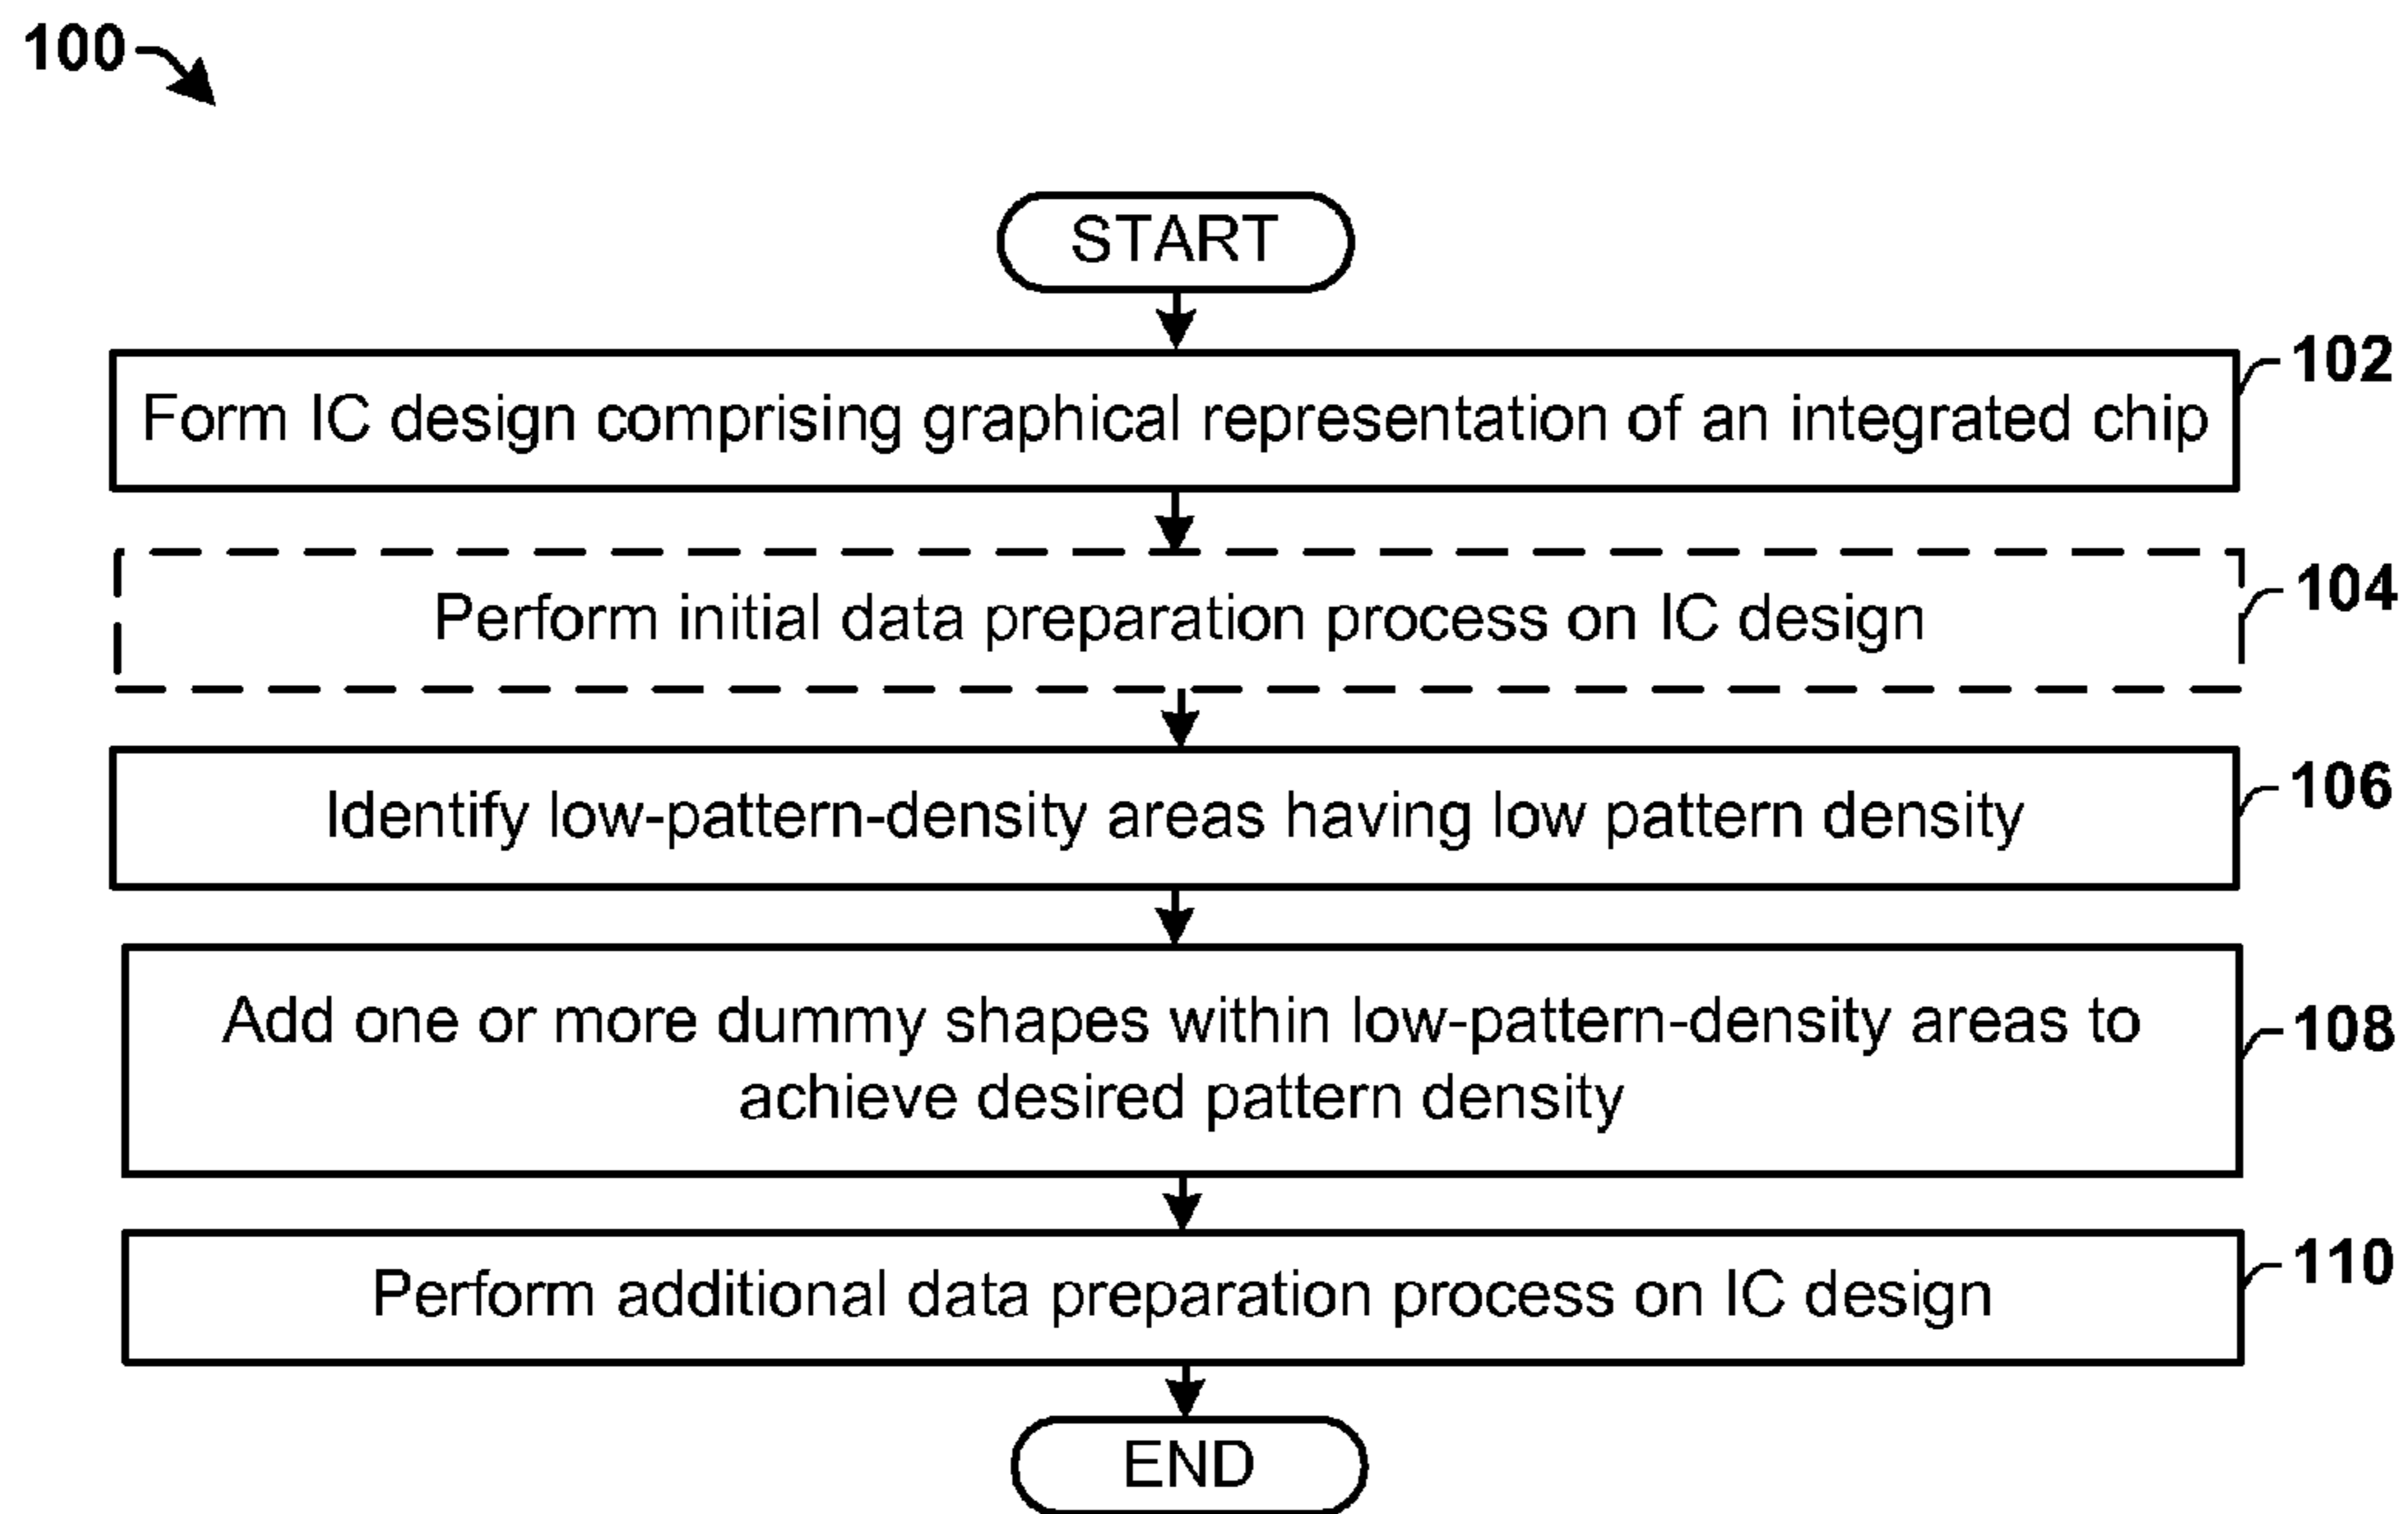 100
START
Form IC design comprising graphical representation of an integrated chip
102
Perform initial data preparation process on IC design
104
Identify low-pattern-density areas having low pattern density
106
Add one or more dummy shapes within low-pattern-density areas to
achieve desired pattern density
108
Perform additional data preparation process on IC design
110
END